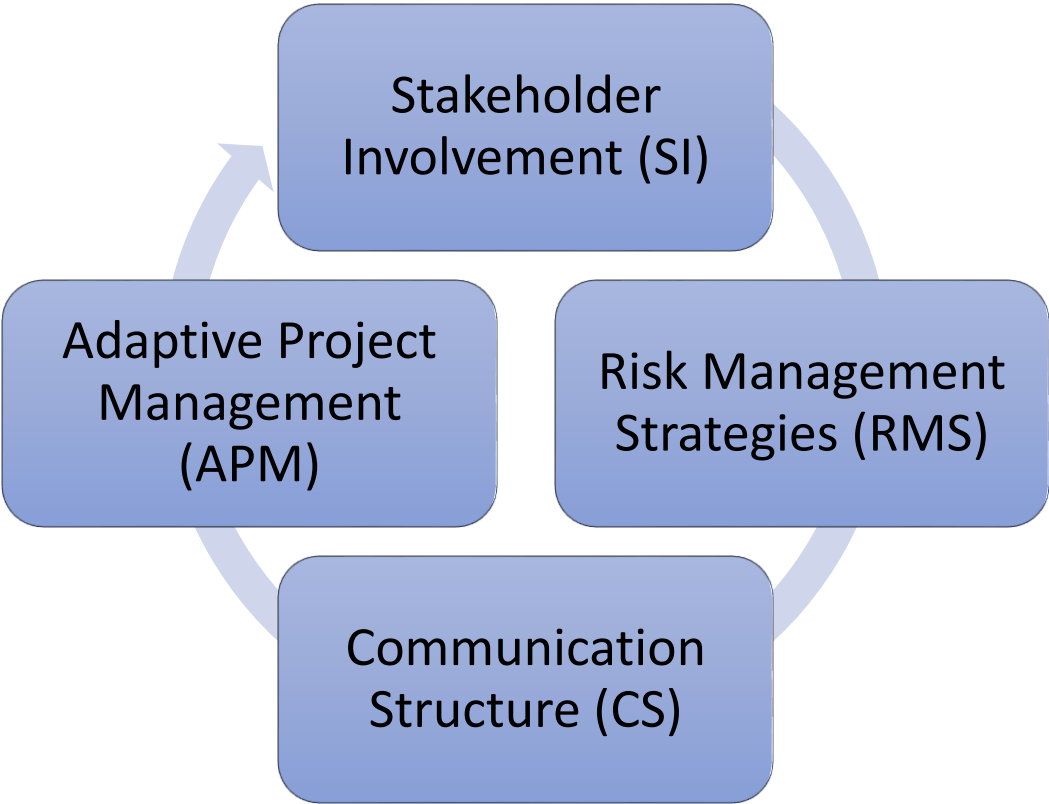 Stakeholder
Involvement (SI)
Adaptive Project
Management
(APM)
Risk Management
Strategies (RMS)
Communication
Structure (CS)